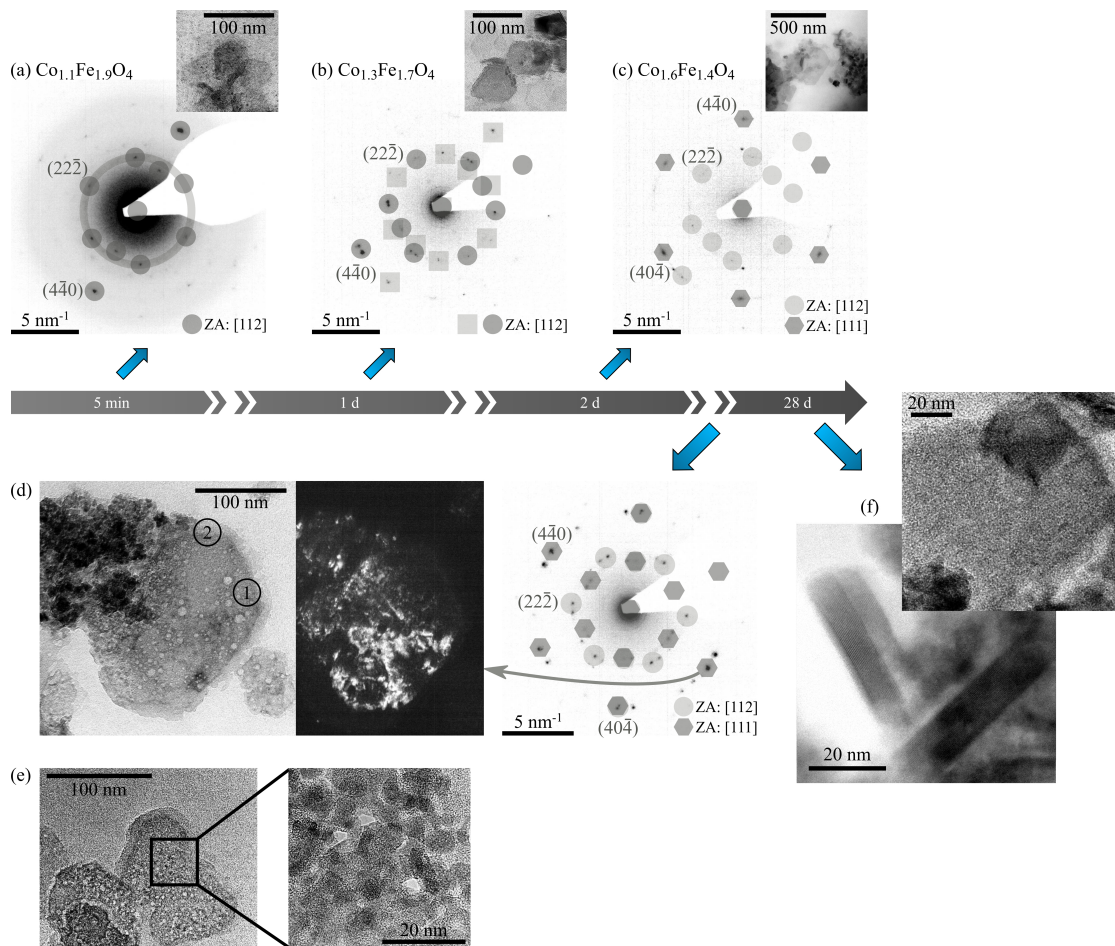 100 nm
100 nm
500 nm
(a) Co1.1Fe1.9O4
(b) Co1.3Fe1.7O4
(c) Co1.6Fe1.4O4
(44̅0)
(222̅)
(222̅)
(222̅)
(44̅0)
(44̅0)
(404̅)
5 nm-1
ZA: [112]
5 nm-1
ZA: [112]
5 nm-1
ZA: [112]
ZA: [111]
5 min
1 d
2 d
28 d
20 nm
(d)
100 nm
2
1
(44̅0)
(222̅)
(404̅)
5 nm-1
ZA: [112]
ZA: [111]
(f)
20 nm
(e)
100 nm
20 nm